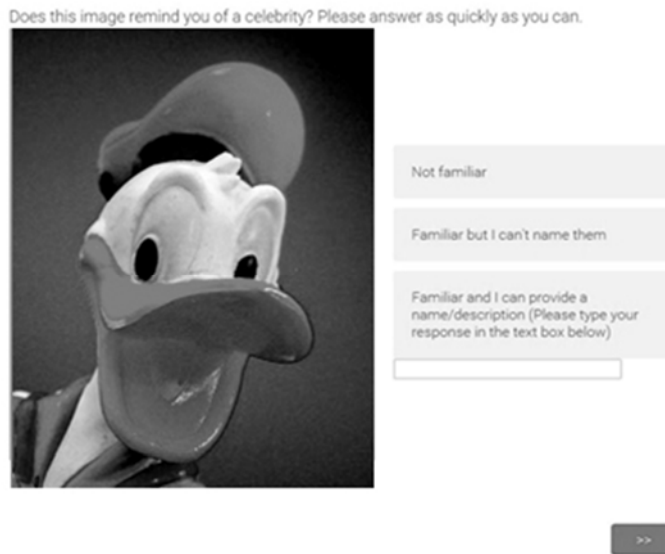 Does this image remind you of a celebrity? Please answer as quickly as you can.
Not familiar
Familiar but I can't name them
Familiar and I can provide a
name/description (Please type your
response in the text box below)
>>